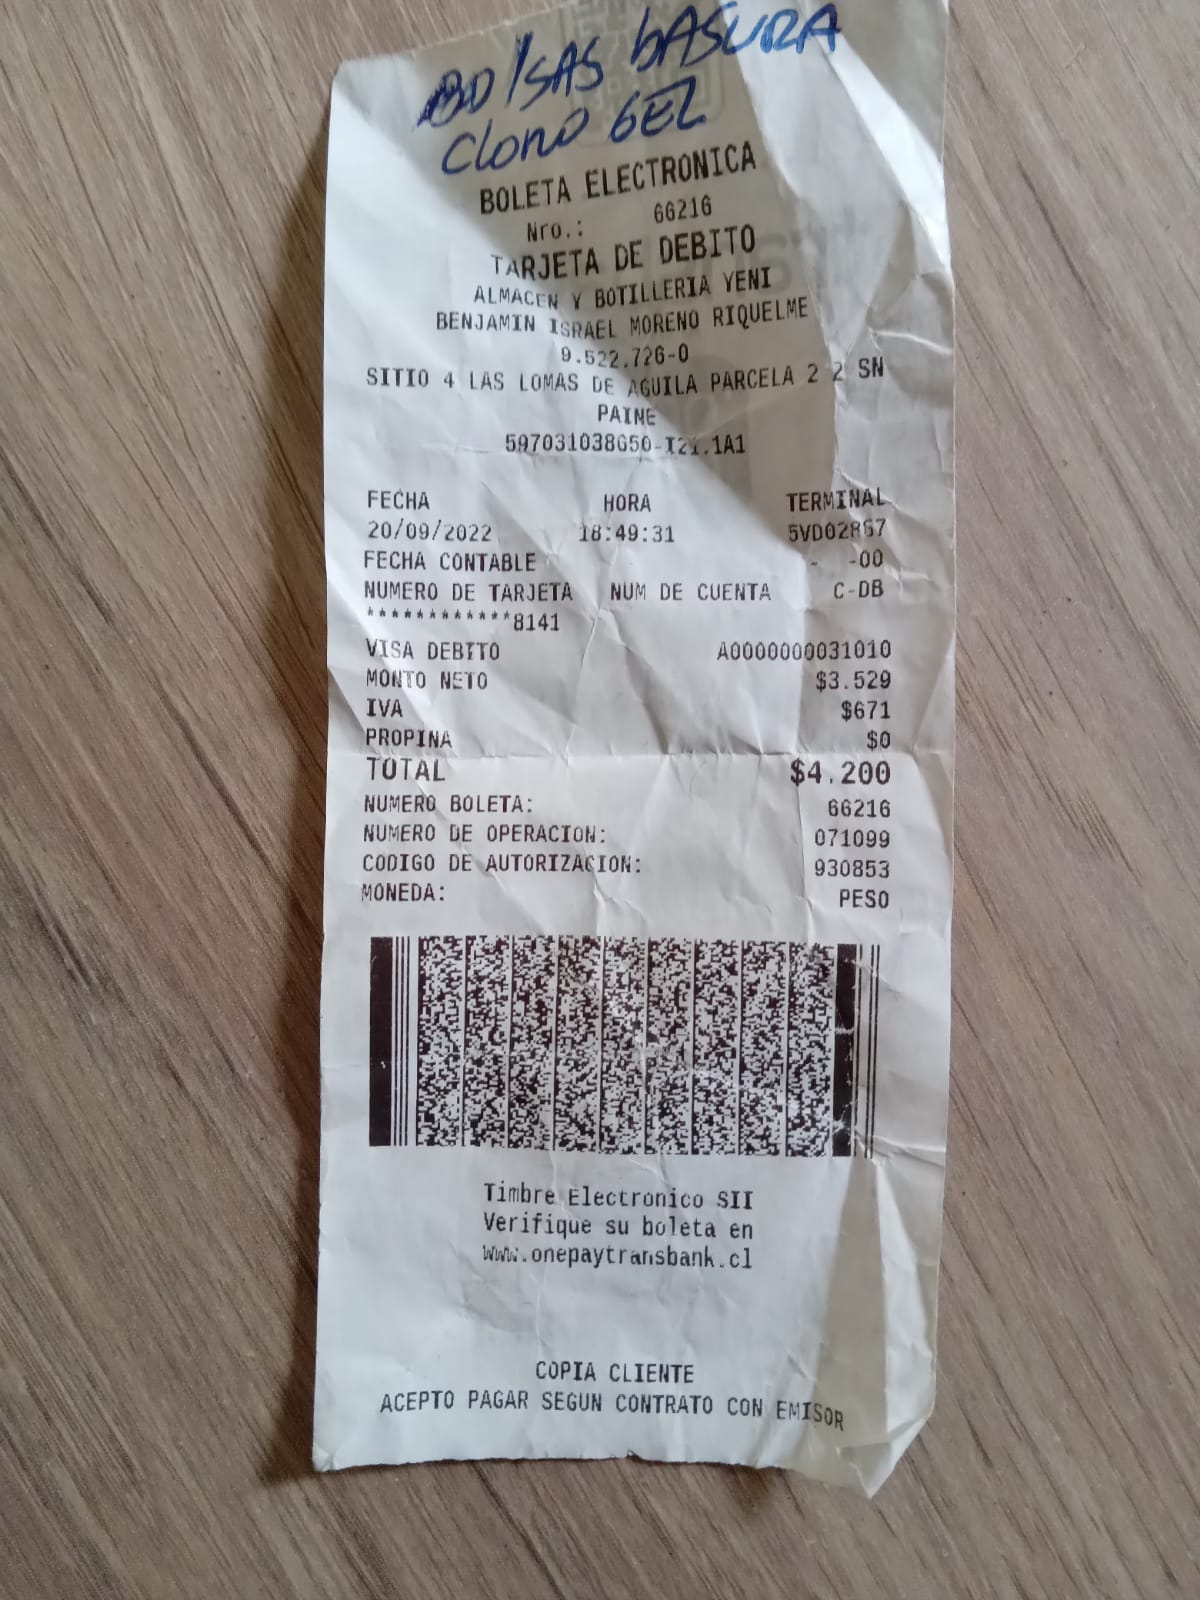 BOlSAS bASURA
Cloro GEL
BOLETA ELECTRONICA
Nro.: 66216
TARJETA DE DEBITO
ALMACEN Y BOTILLERIA YENI
BENJAMIN ISRAEL MORENO RIQUELME
9.522.726-0
SITIO 4 LAS LOMAS DE AGUILA PARCELA 2 2 SN
PAINE
597031038650-I21.1A1
FECHA HORA TERMINAL
20/09/2022 18:49:31 5VD02867
FECHA CONTABLE - -00
NUMERO DE TARJETA NUM DE CUENTA C-DB
************8141
VISA DEBITO A0000000031010
MONTO NETO $3.529
IVA $671
PROPINA $0
TOTAL $4.200
NUMERO BOLETA: 66216
NUMERO DE OPERACION: 071099
CODIGO DE AUTORIZACION: 930853
MONEDA: PESO
Timbre Electronico SII
Verifique su boleta en
www.onepaytransbank.cl
COPIA CLIENTE
ACEPTO PAGAR SEGUN CONTRATO CON EMISOR